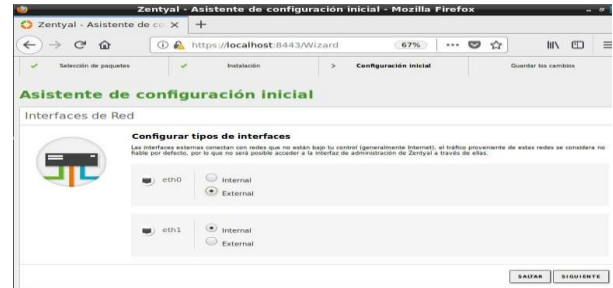 Zentyal - Asistente de configuración inicial - Mozilla Firefox
Zentyal - Asistente de co
https://localhost:8443/Wizard 67%
Selección de paquetes Instalación Configuración inicial Guardar los cambios
Asistente de configuración inicial
Interfaces de Red
Configurar tipos de interfaces
Las interfaces externas conectan con redes que no están bajo tu control (generalmente Internet), el tráfico proveniente de estas redes se considera no
fiable por defecto, por lo que no será posible acceder a la interfaz de administración de Zentyal a través de ellas.
eth0 Internal
External
eth1 Internal
External
SALTAR SIGUIENTE